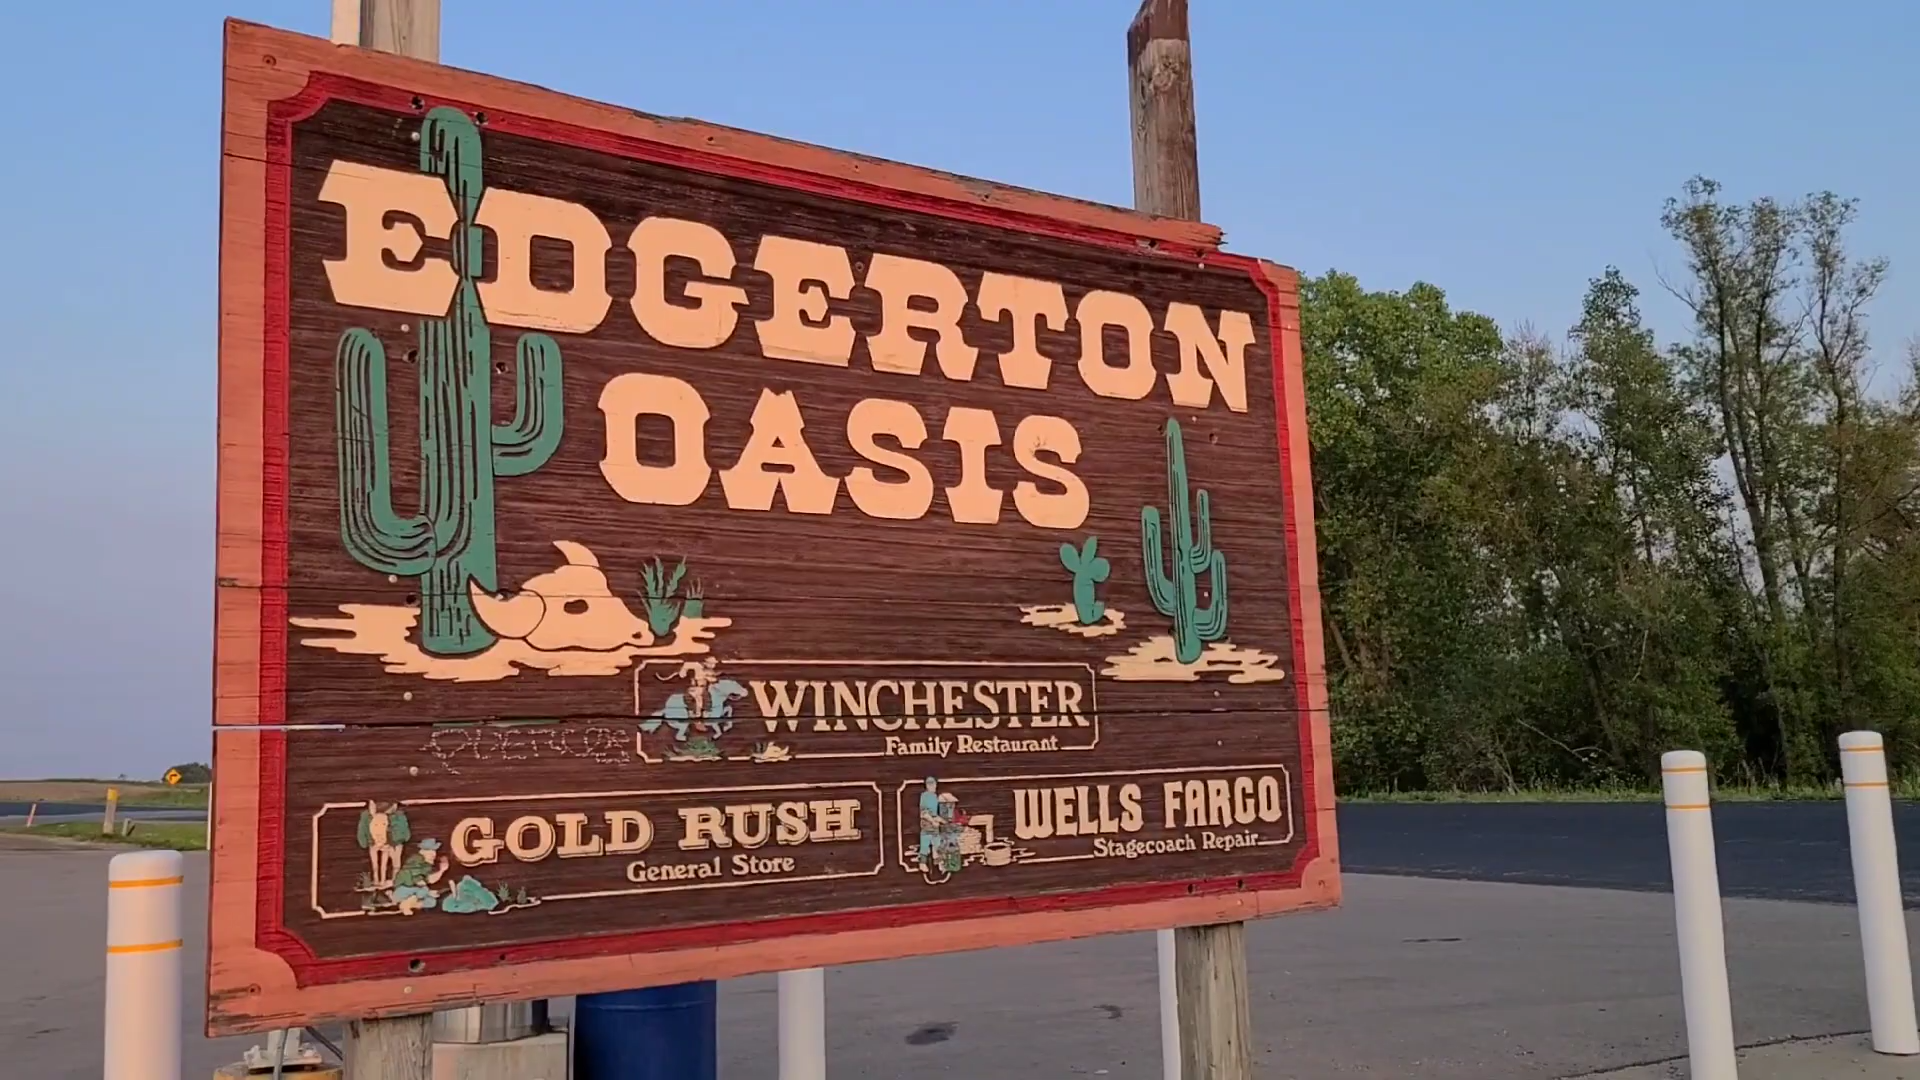 EDGERTON
OASIS
WINCHESTER
Family Restaurant
GOLD RUSH
General Store
WELLS FARGO
Stagecoach Repair